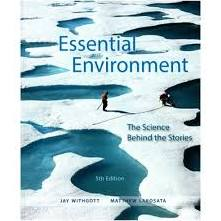 Essential
Environment
The Science
Behind the Stories
5th Edition
JAY WITHGOTT
MATTHEW LAPOSATA